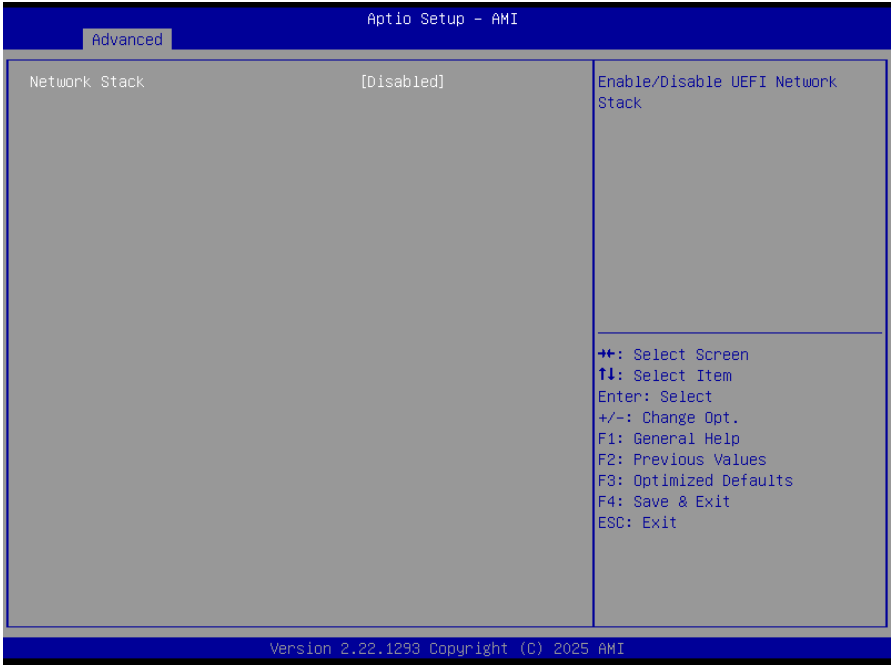 Aptio Setup – AMI
Advanced
Network Stack [Disabled]
Enable/Disable UEFI Network
Stack
→←: Select Screen
↑↓: Select Item
Enter: Select
+/-: Change Opt.
F1: General Help
F2: Previous Values
F3: Optimized Defaults
F4: Save & Exit
ESC: Exit
Version 2.22.1293 Copyright (C) 2025 AMI